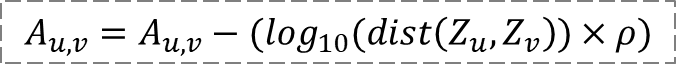 A_{u,v} = A_{u,v} − (log_{10}(dist(Z_u, Z_v)) × ρ)